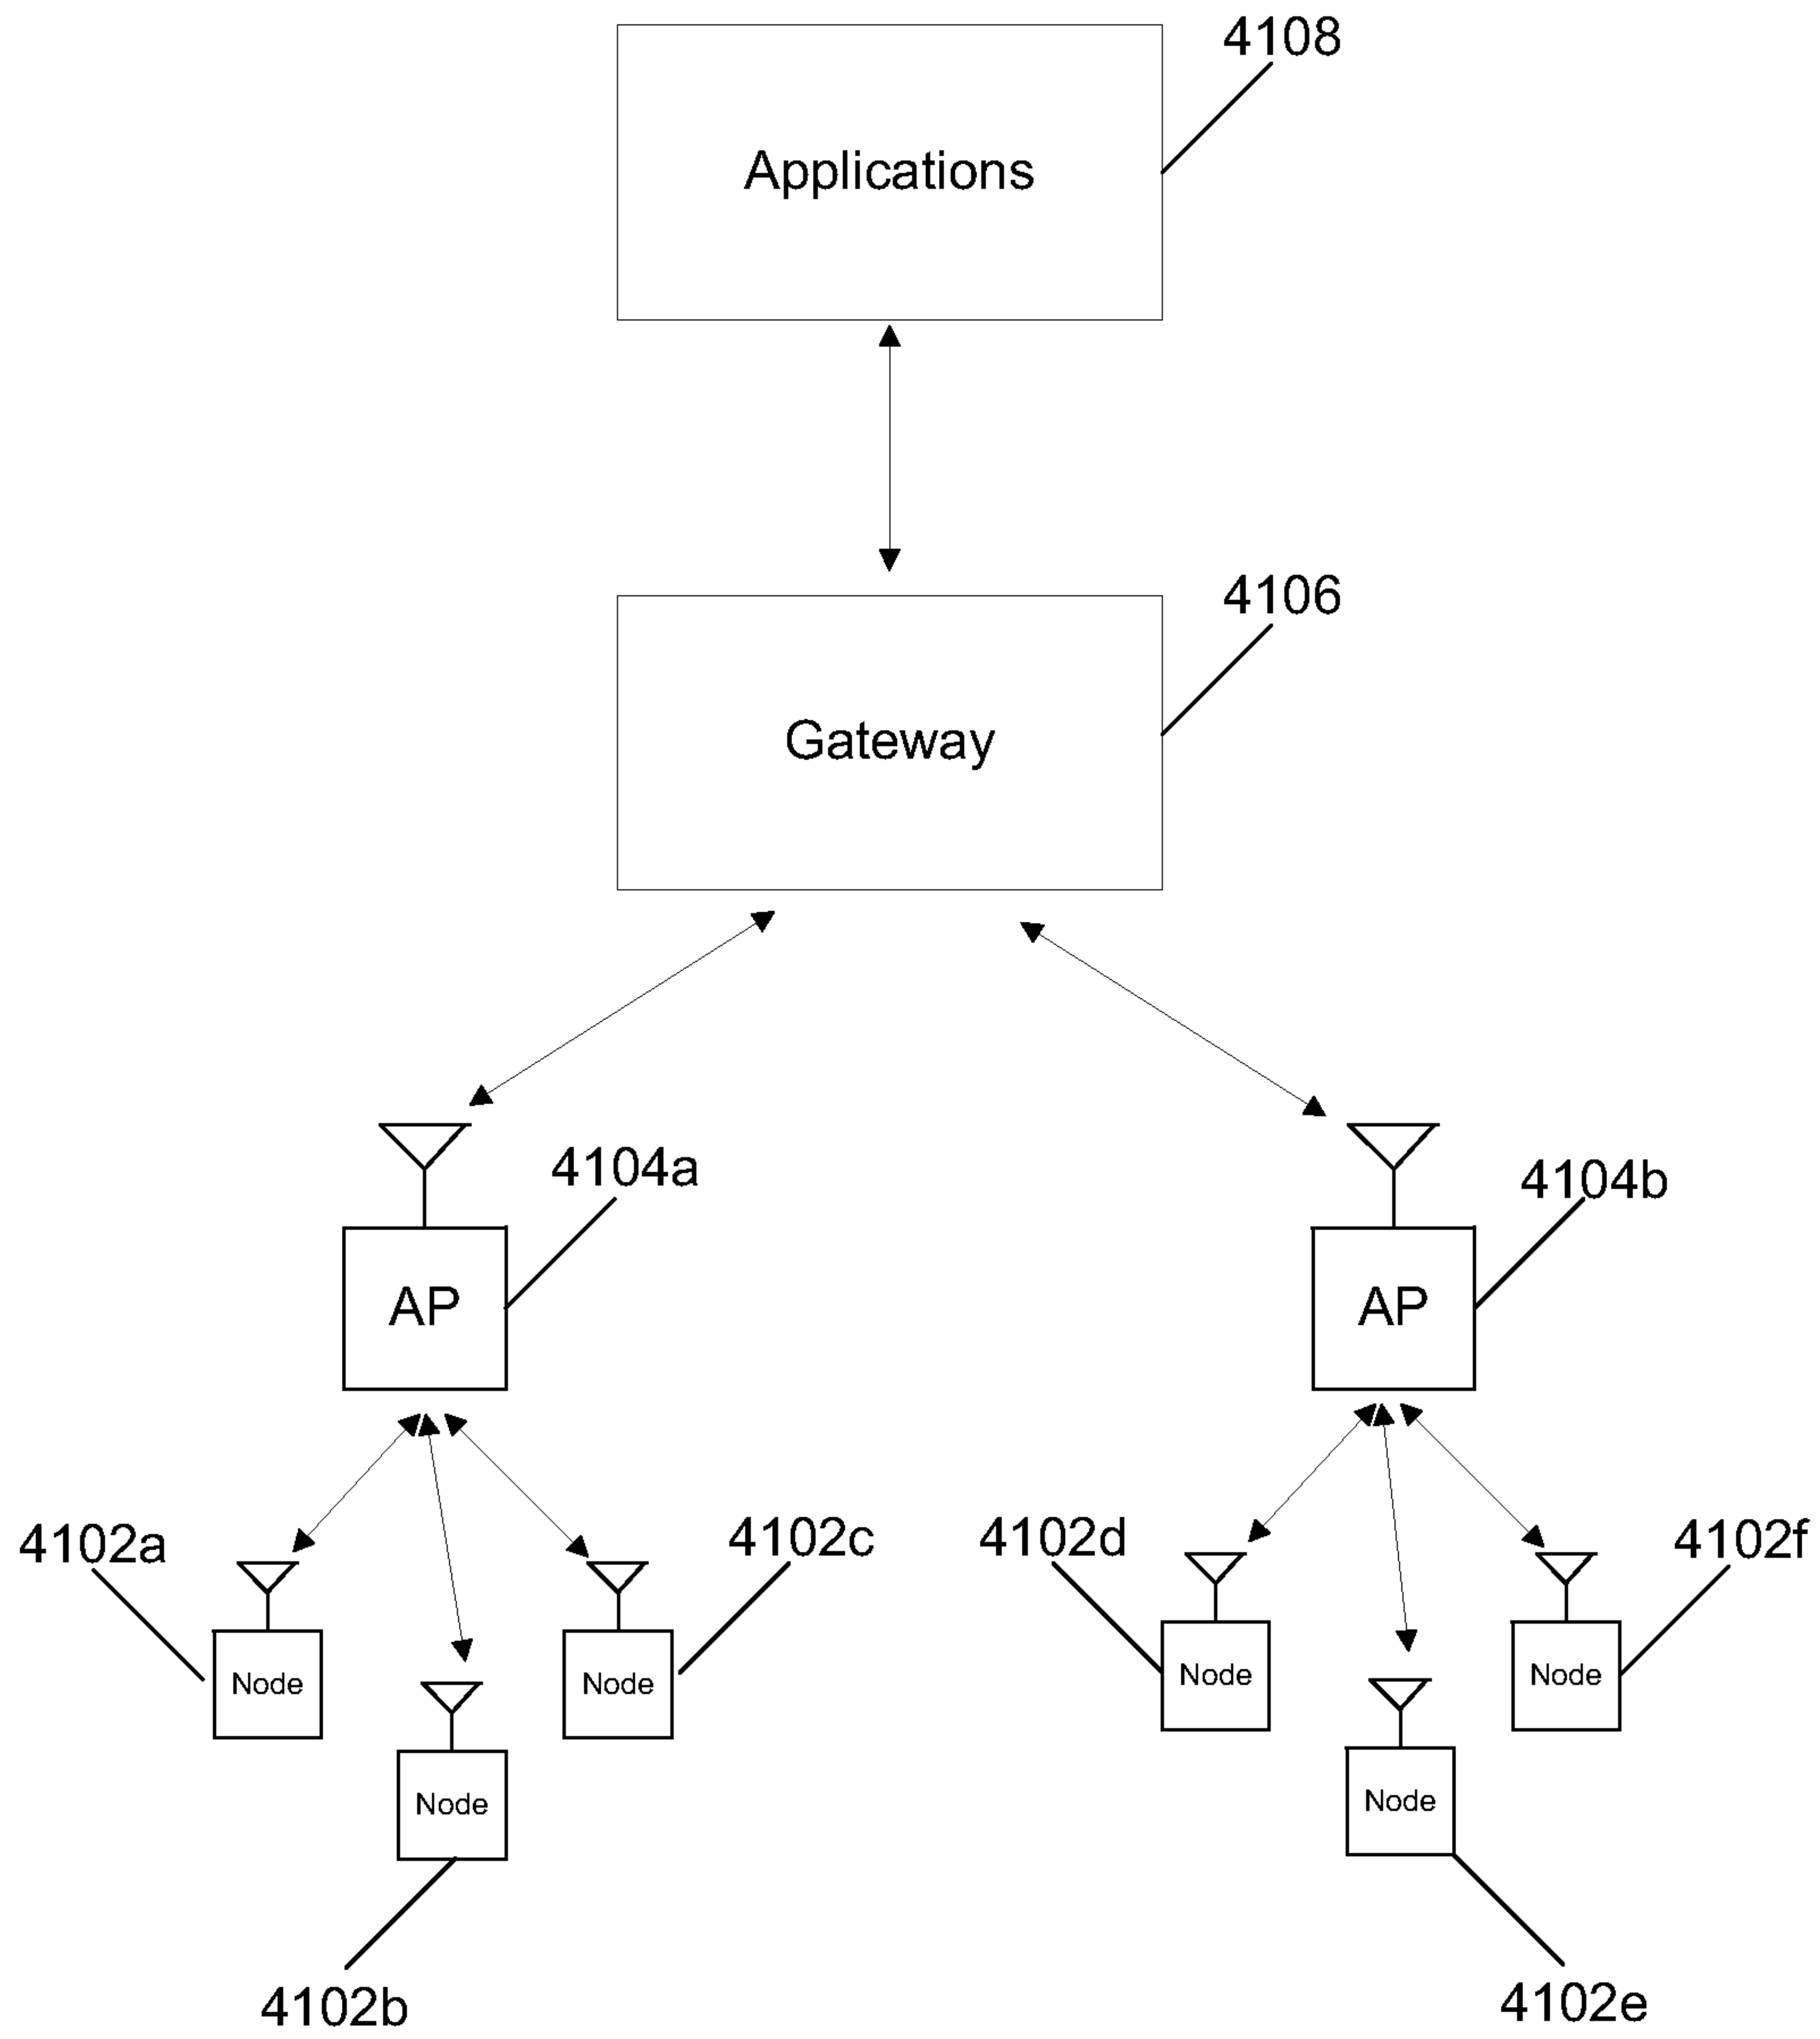 4108
Applications
4106
Gateway
4104a
4104b
AP
AP
4102a
4102c
4102d
4102f
Node
Node
Node
Node
Node
Node
4102b
4102e